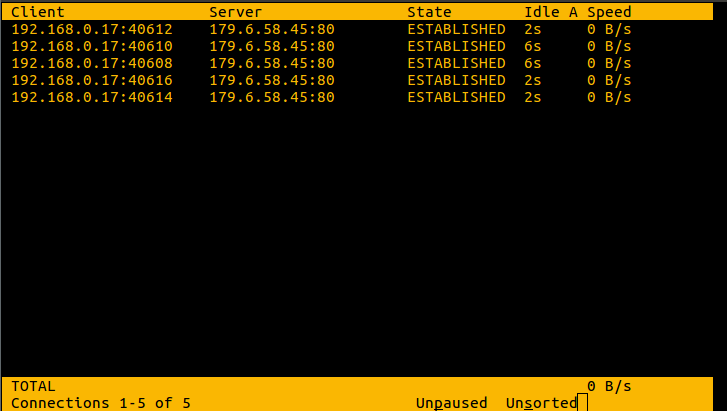 Client Server State Idle A Speed
192.168.0.17:40612 179.6.58.45:80 ESTABLISHED 2s 0 B/s
192.168.0.17:40610 179.6.58.45:80 ESTABLISHED 6s 0 B/s
192.168.0.17:40608 179.6.58.45:80 ESTABLISHED 6s 0 B/s
192.168.0.17:40616 179.6.58.45:80 ESTABLISHED 2s 0 B/s
192.168.0.17:40614 179.6.58.45:80 ESTABLISHED 2s 0 B/s
TOTAL 0 B/s
Connections 1-5 of 5 Unpaused Unsorted